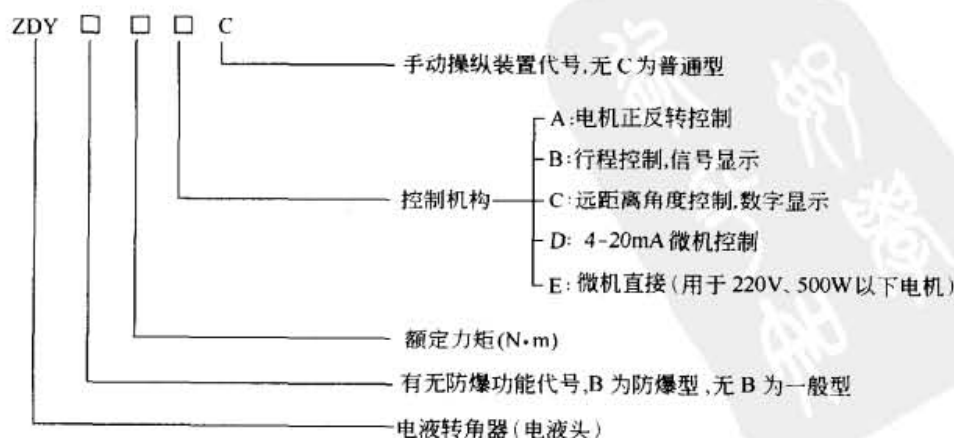 ZDY □ □ □ C
手动操纵装置代号,无C为普通型
A:电机正反转控制
B:行程控制,信号显示
控制机构
C:远距离角度控制,数字显示
D: 4-20mA微机控制
E:微机直接(用于220V、500W以下电机)
额定力矩(N·m)
有无防爆功能代号,B为防爆型,无B为一般型
电液转角器(电液头)